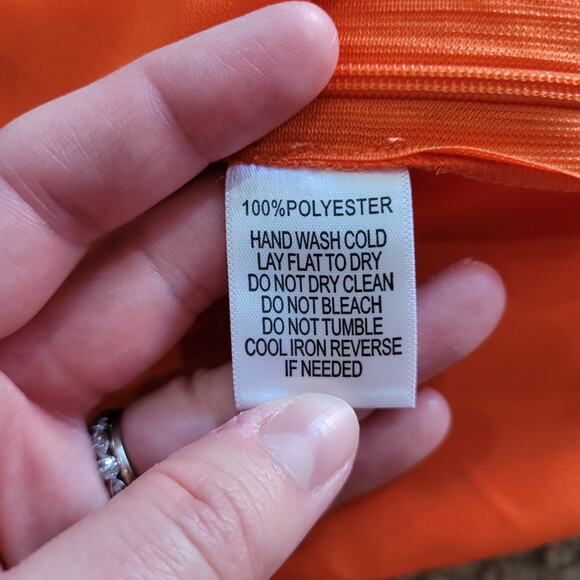 100%POLYESTER
HAND WASH COLD
LAY FLAT TO DRY
DO NOT DRY CLEAN
DO NOT BLEACH
DO NOT TUMBLE
COOL IRON REVERSE
IF NEEDED